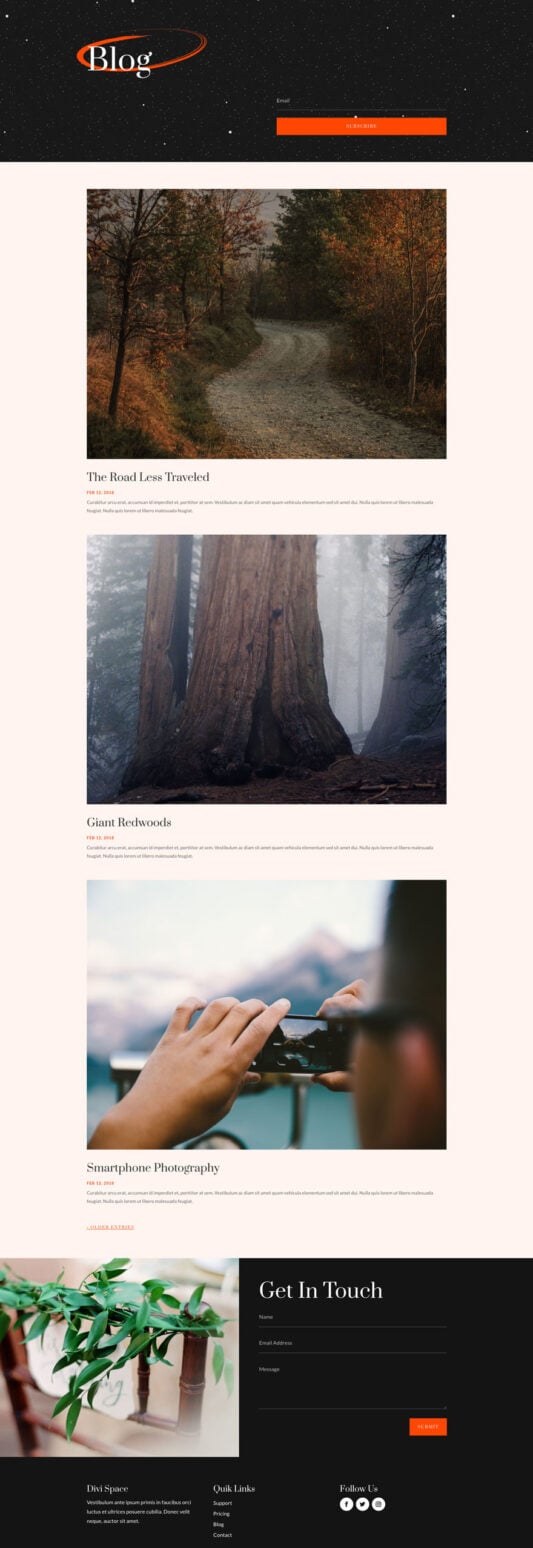 Blog
Email
SUBSCRIBE
The Road Less Traveled
FEB 12, 2018
Curabitur arcu erat, accumsan id imperdiet et, porttitor at sem. Vestibulum ac diam sit amet quam vehicula elementum sed sit amet dui. Nulla quis lorem ut libero malesuada
feugiat. Nulla quis lorem ut libero malesuada feugiat.
Giant Redwoods
FEB 12, 2018
Curabitur arcu erat, accumsan id imperdiet et, porttitor at sem. Vestibulum ac diam sit amet quam vehicula elementum sed sit amet dui. Nulla quis lorem ut libero malesuada
feugiat. Nulla quis lorem ut libero malesuada feugiat.
Smartphone Photography
FEB 12, 2018
Curabitur arcu erat, accumsan id imperdiet et, porttitor at sem. Vestibulum ac diam sit amet quam vehicula elementum sed sit amet dui. Nulla quis lorem ut libero malesuada
feugiat. Nulla quis lorem ut libero malesuada feugiat.
« OLDER ENTRIES
Get In Touch
Name
Email Address
Message
SUBMIT
Divi Space
Vestibulum ante ipsum primis in faucibus orci
luctus et ultrices posuere cubilia. Donec velit
neque, auctor sit amet.
Quik Links
Support
Pricing
Blog
Contact
Follow Us